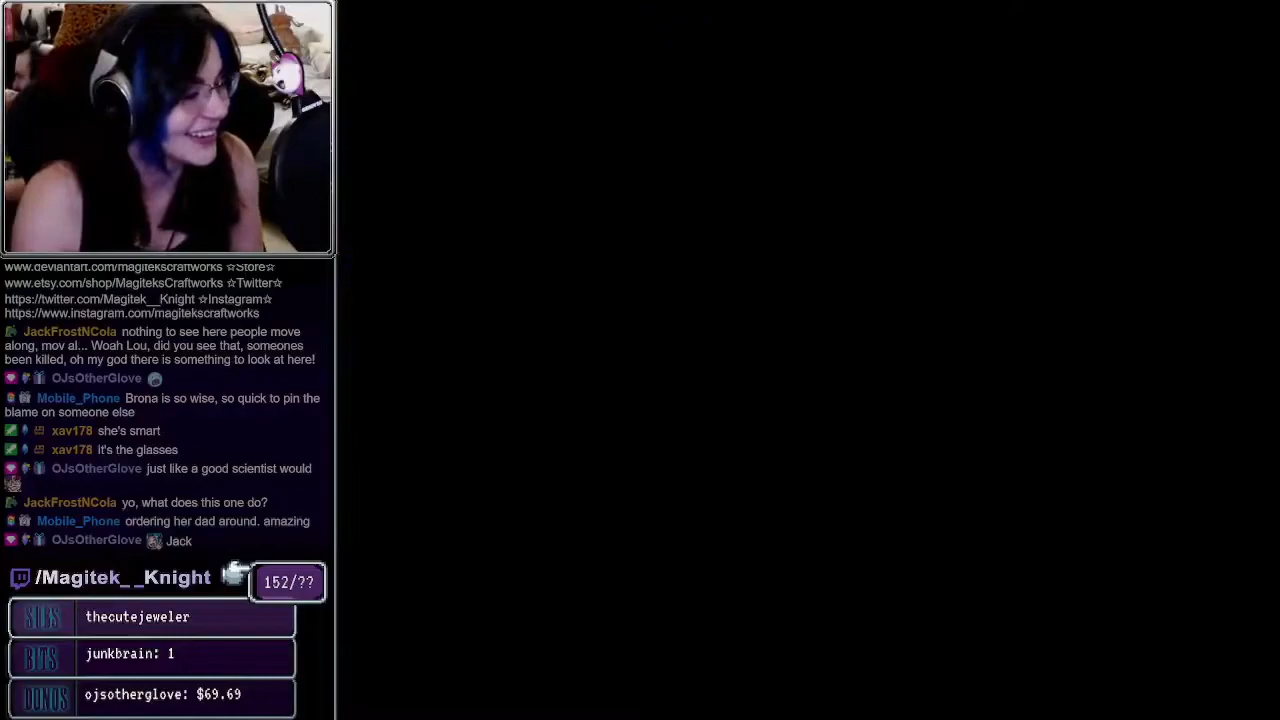 www.deviantart.com/magitekscraftworks ☆Store☆
www.etsy.com/shop/MagiteksCraftworks ☆Twitter☆
https://twitter.com/Magitek__Knight ☆Instagram☆
https://www.instagram.com/magitekscraftworks
JackFrostNCola nothing to see here people move
along, mov al... Woah Lou, did you see that, someones
been killed, oh my god there is something to look at here!
OJsOtherGlove
Mobile_Phone Brona is so wise, so quick to pin the
blame on someone else
xav178 she's smart
xav178 it's the glasses
OJsOtherGlove just like a good scientist would
JackFrostNCola yo, what does this one do?
Mobile_Phone ordering her dad around. amazing
OJsOtherGlove Jack
/Magitek__Knight
152/??
SUBS thecutejeweler
BITS junkbrain: 1
DONOS ojsotherglove: $69.69